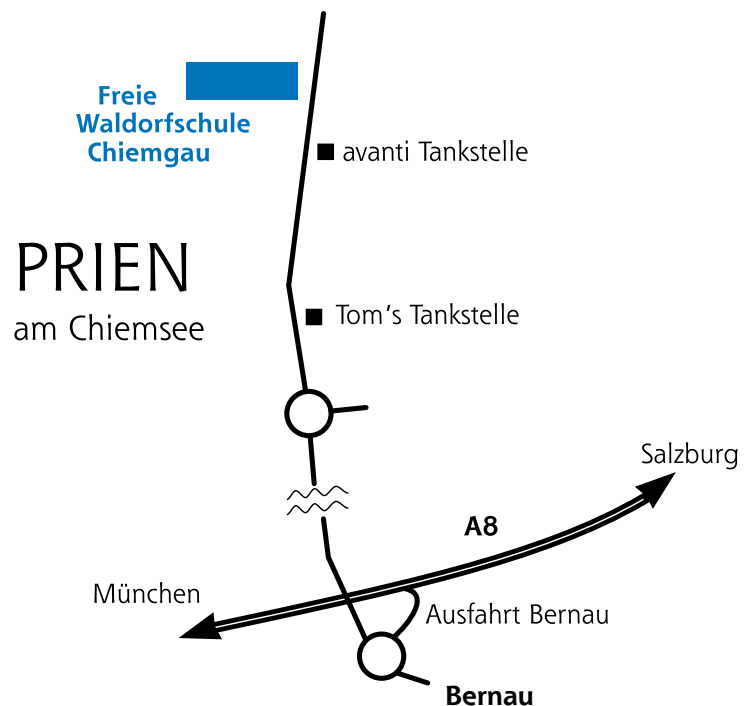 Freie
Waldorfschule
Chiemgau
avanti Tankstelle
PRIEN
am Chiemsee
Tom's Tankstelle
Salzburg
A8
München
Ausfahrt Bernau
Bernau